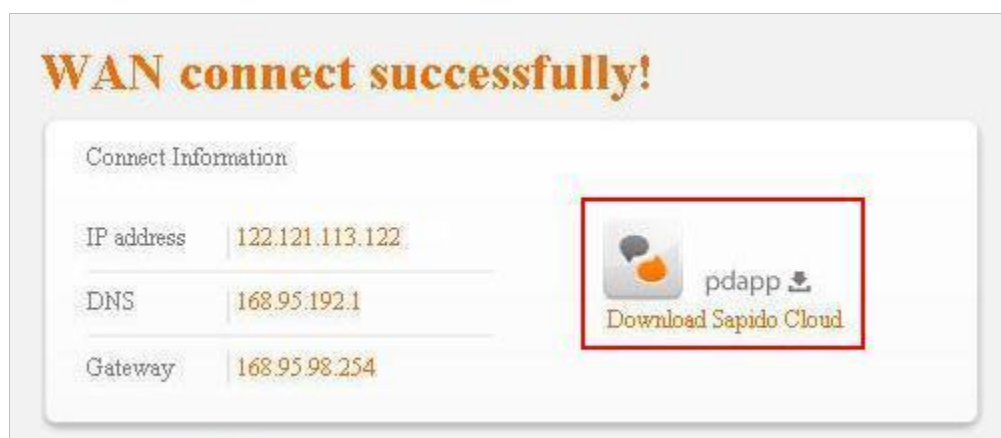 WAN connect successfully!
Connect Information
IP address 122.121.113.122
DNS 168.95.192.1
Gateway 168.95.98.254
pdapp
Download Sapido Cloud